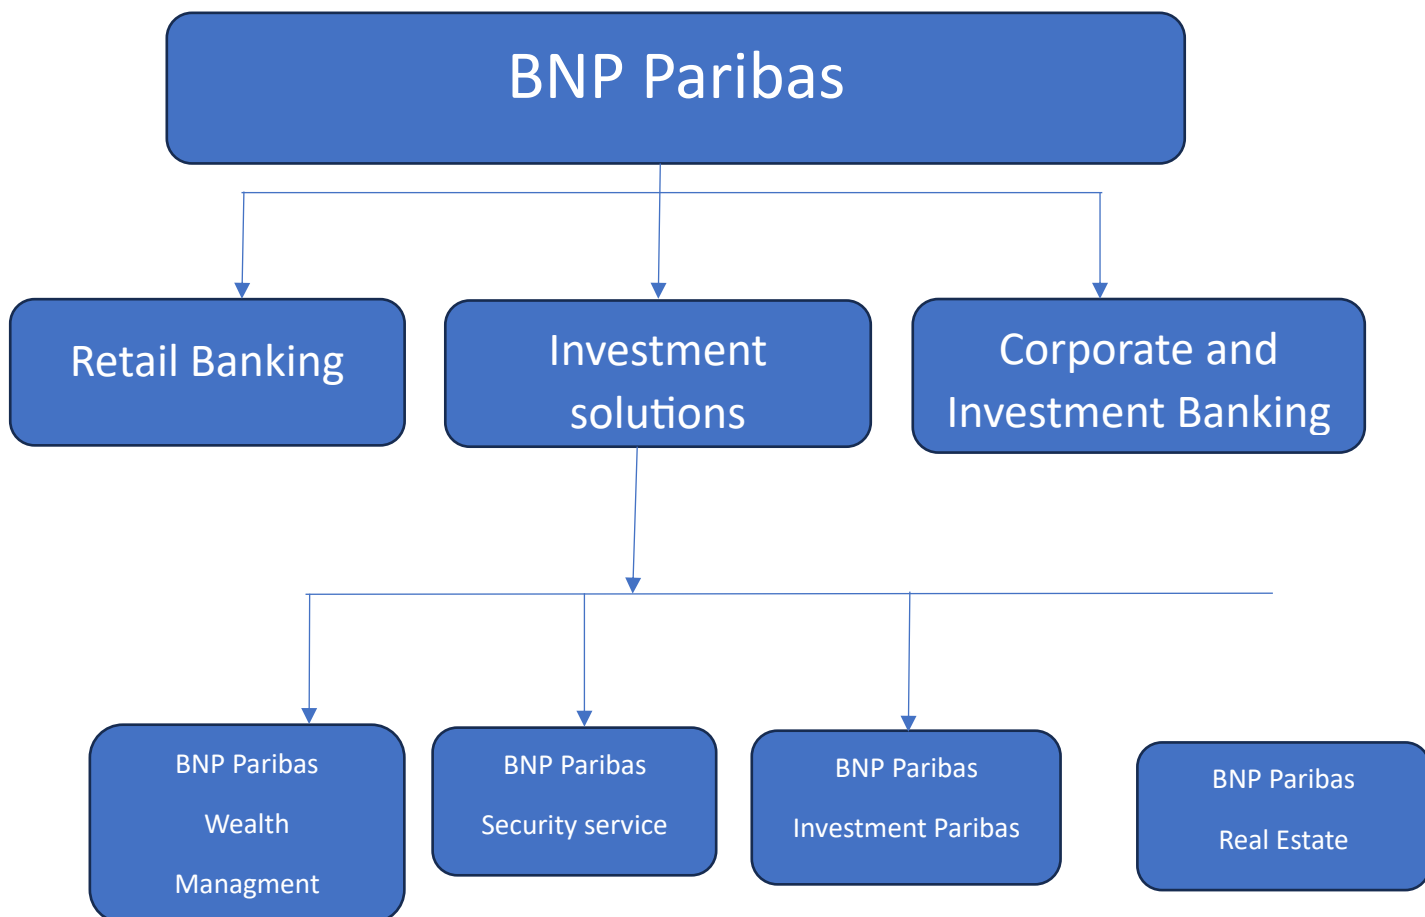 BNP Paribas
Retail Banking
Investment
solutions
Corporate and
Investment Banking
BNP Paribas
Wealth
Managment
BNP Paribas
Security service
BNP Paribas
Investment Paribas
BNP Paribas
Real Estate